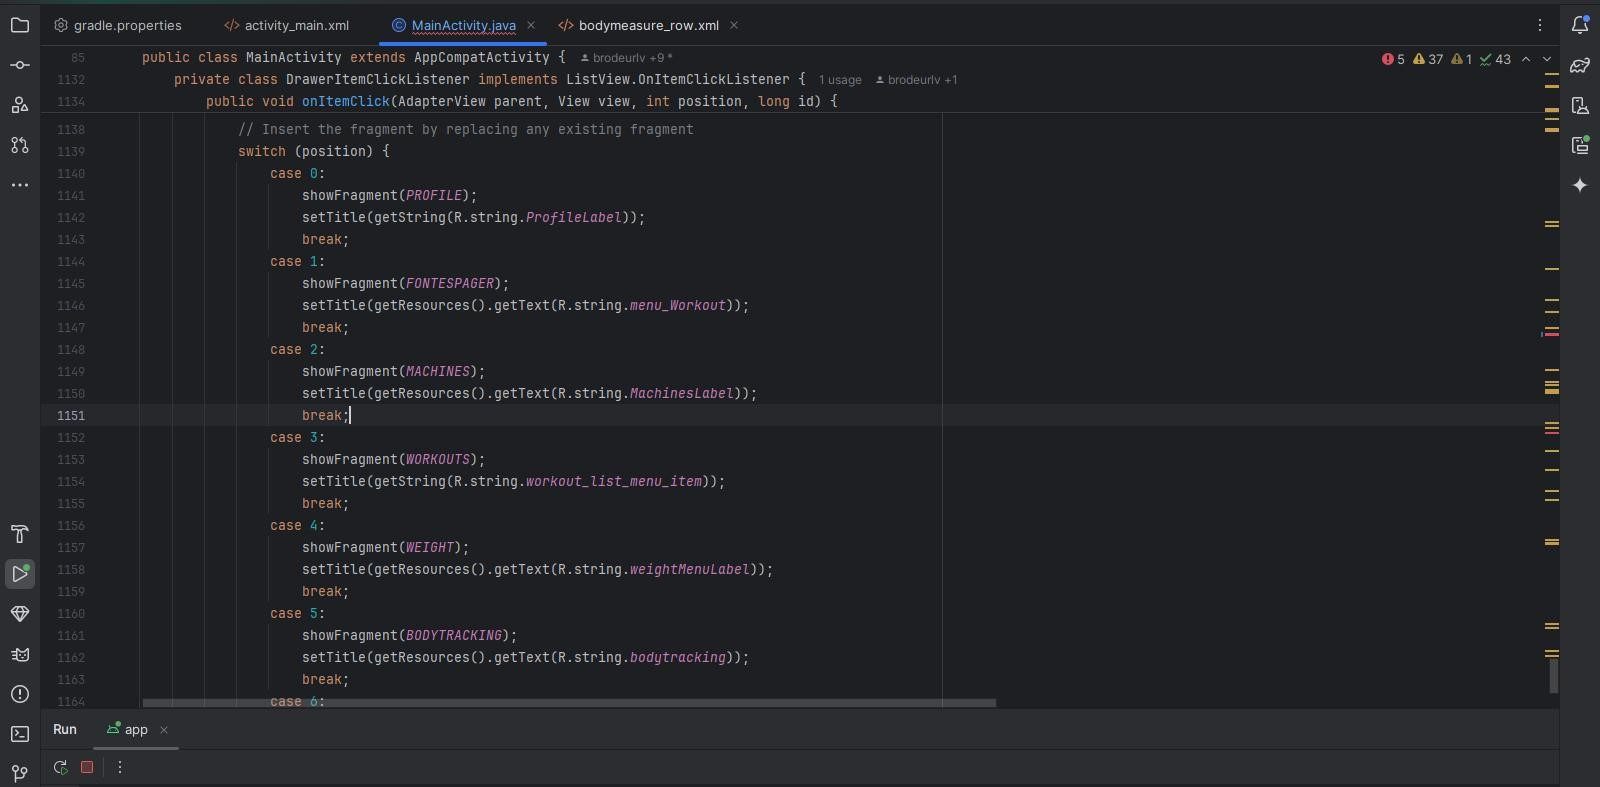 gradle.properties
activity_main.xml
MainActivity.java
bodymeasure_row.xml
85 public class MainActivity extends AppCompatActivity { brodeurlv +9 *
5 37 1 43
1132 private class DrawerItemClickListener implements ListView.OnItemClickListener { 1 usage brodeurlv +1
1134 public void onItemClick(AdapterView parent, View view, int position, long id) {
1138 // Insert the fragment by replacing any existing fragment
1139 switch (position) {
1140 case 0:
1141 showFragment(PROFILE);
1142 setTitle(getString(R.string.ProfileLabel));
1143 break;
1144 case 1:
1145 showFragment(FONTESPAGER);
1146 setTitle(getResources().getText(R.string.menu_Workout));
1147 break;
1148 case 2:
1149 showFragment(MACHINES);
1150 setTitle(getResources().getText(R.string.MachinesLabel));
1151 break;
1152 case 3:
1153 showFragment(WORKOUTS);
1154 setTitle(getString(R.string.workout_list_menu_item));
1155 break;
1156 case 4:
1157 showFragment(WEIGHT);
1158 setTitle(getResources().getText(R.string.weightMenuLabel));
1159 break;
1160 case 5:
1161 showFragment(BODYTRACKING);
1162 setTitle(getResources().getText(R.string.bodytracking));
1163 break;
1164 case 6:
Run app